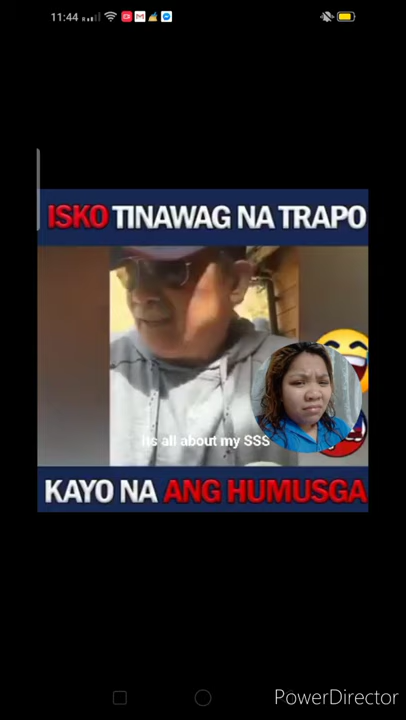 11:44
ISKO TINAWAG NA TRAPO
Its all about my SSS
KAYO NA ANG HUMUSGA
PowerDirector